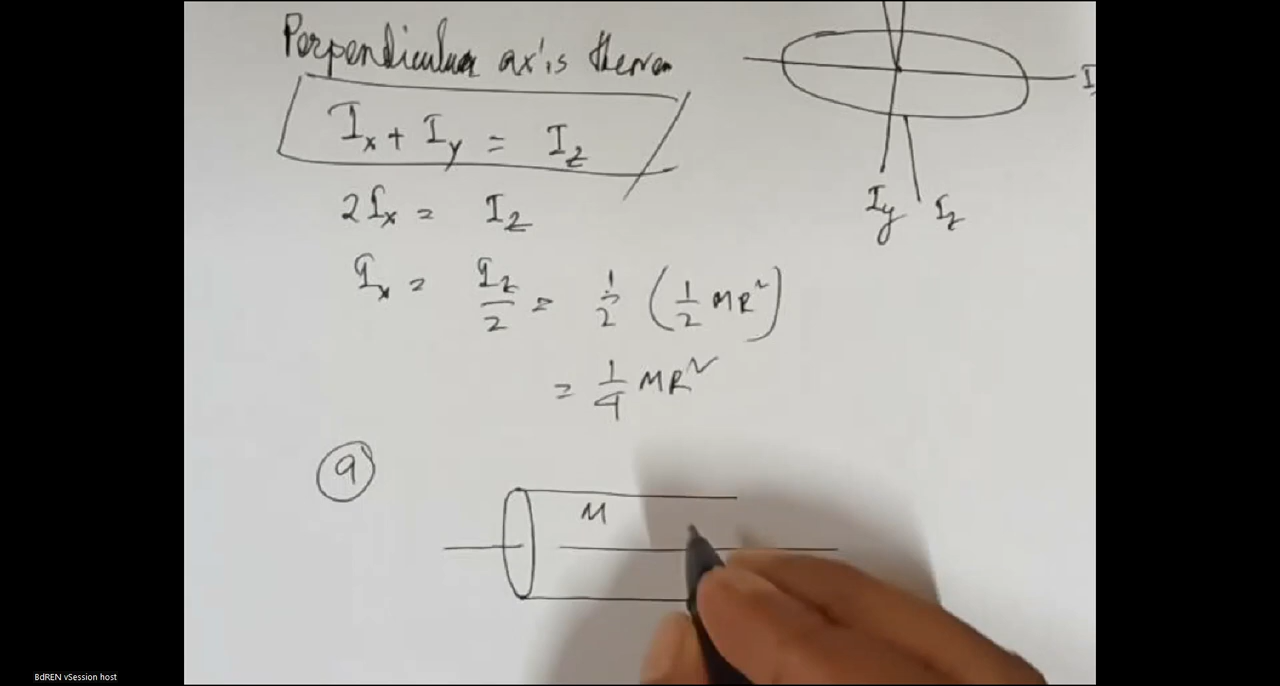 Perpendicular axis theorem
Ix + Iy = Iz
2Ix = Iz
Ix = Iz/2 = 1/2 (1/2 MR²)
= 1/4 MR²
Iy Iz
9
M
BdREN vSession host